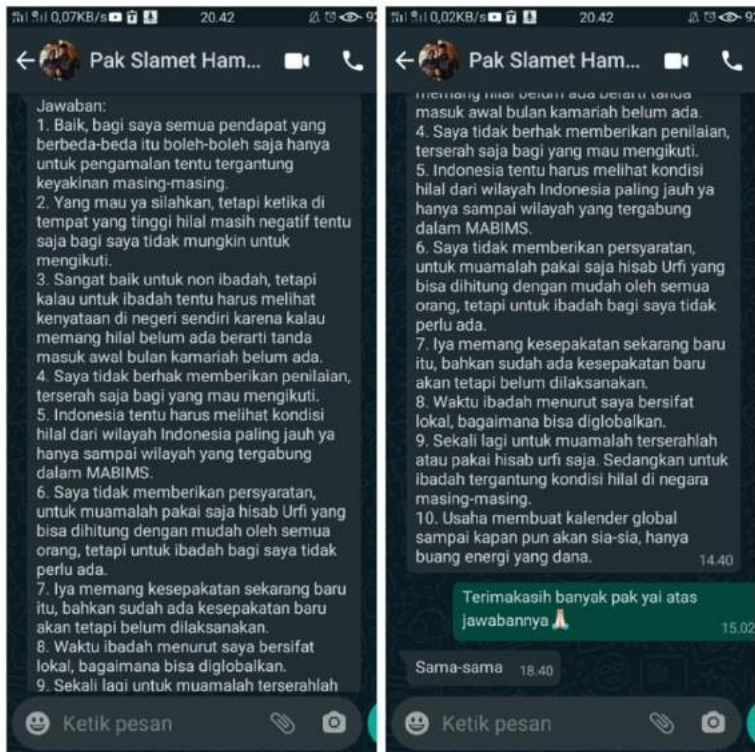 0,07KB/s 20.42 92
Pak Slamet Ham...
Jawaban:
1. Baik, bagi saya semua pendapat yang
berbeda-beda itu boleh-boleh saja hanya
untuk pengamalan tentu tergantung
keyakinan masing-masing.
2. Yang mau ya silahkan, tetapi ketika di
tempat yang tinggi hilal masih negatif tentu
saja bagi saya tidak mungkin untuk
mengikuti.
3. Sangat baik untuk non ibadah, tetapi
kalau untuk ibadah tentu harus melihat
kenyataan di negeri sendiri karena kalau
memang hilal belum ada berarti tanda
masuk awal bulan kamariah belum ada.
4. Saya tidak berhak memberikan penilaian,
terserah saja bagi yang mau mengikuti.
5. Indonesia tentu harus melihat kondisi
hilal dari wilayah Indonesia paling jauh ya
hanya sampai wilayah yang tergabung
dalam MABIMS.
6. Saya tidak memberikan persyaratan,
untuk muamalah pakai saja hisab Urfi yang
bisa dihitung dengan mudah oleh semua
orang, tetapi untuk ibadah bagi saya tidak
perlu ada.
7. Iya memang kesepakatan sekarang baru
itu, bahkan sudah ada kesepakatan baru
akan tetapi belum dilaksanakan.
8. Waktu ibadah menurut saya bersifat
lokal, bagaimana bisa diglobalkan.
9. Sekali lagi untuk muamalah terserahlah
Ketik pesan
0,02KB/s 20.42 92
Pak Slamet Ham...
memang hilal belum ada berarti tanda
masuk awal bulan kamariah belum ada.
4. Saya tidak berhak memberikan penilaian,
terserah saja bagi yang mau mengikuti.
5. Indonesia tentu harus melihat kondisi
hilal dari wilayah Indonesia paling jauh ya
hanya sampai wilayah yang tergabung
dalam MABIMS.
6. Saya tidak memberikan persyaratan,
untuk muamalah pakai saja hisab Urfi yang
bisa dihitung dengan mudah oleh semua
orang, tetapi untuk ibadah bagi saya tidak
perlu ada.
7. Iya memang kesepakatan sekarang baru
itu, bahkan sudah ada kesepakatan baru
akan tetapi belum dilaksanakan.
8. Waktu ibadah menurut saya bersifat
lokal, bagaimana bisa diglobalkan.
9. Sekali lagi untuk muamalah terserahlah
atau pakai hisab urfi saja. Sedangkan untuk
ibadah tergantung kondisi hilal di negara
masing-masing.
10. Usaha membuat kalender global
sampai kapan pun akan sia-sia, hanya
buang energi yang dana. 14.40
Terimakasih banyak pak yai atas
jawabannya 🙏🏻 15.02
Sama-sama 18.40
Ketik pesan